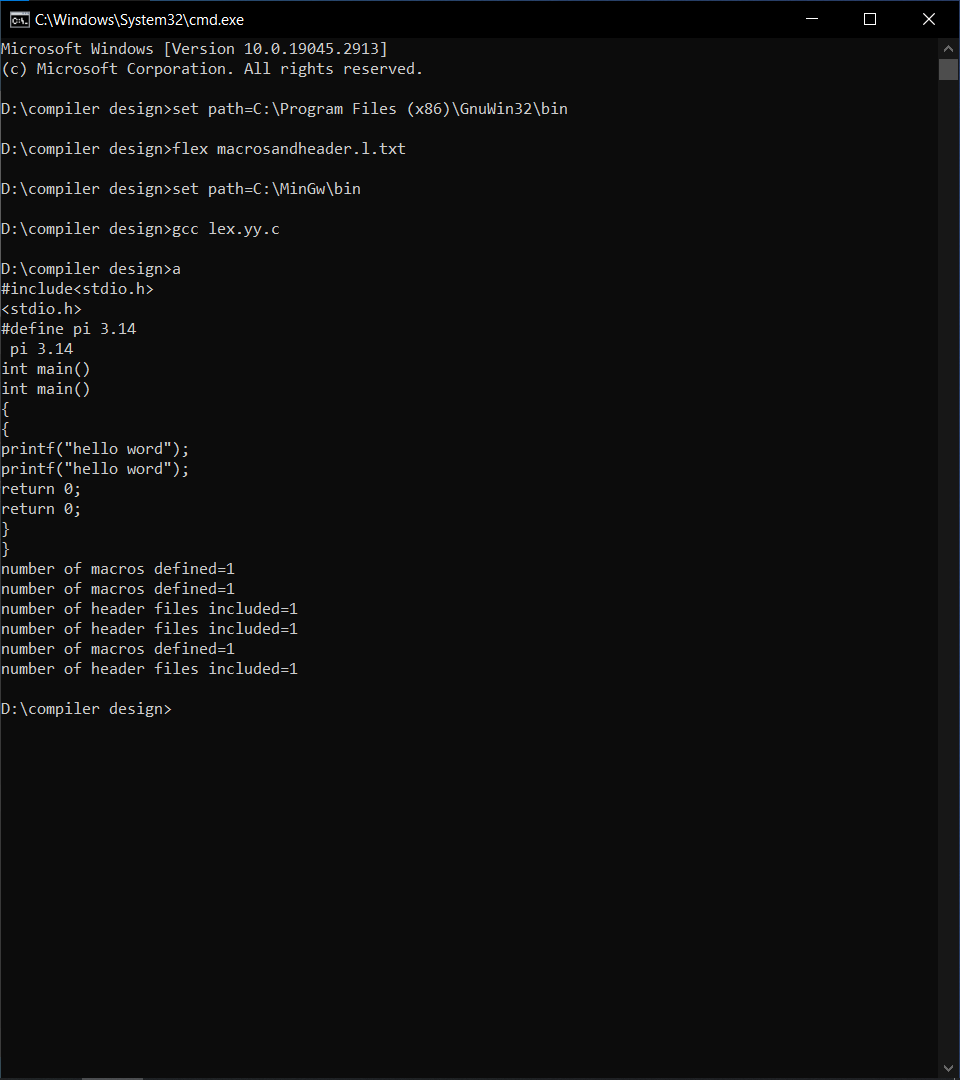 C:\Windows\System32\cmd.exe
Microsoft Windows [Version 10.0.19045.2913]
(c) Microsoft Corporation. All rights reserved.
D:\compiler design>set path=C:\Program Files (x86)\GnuWin32\bin
D:\compiler design>flex macrosandheader.l.txt
D:\compiler design>set path=C:\MinGw\bin
D:\compiler design>gcc lex.yy.c
D:\compiler design>a
#include<stdio.h>
<stdio.h>
#define pi 3.14
 pi 3.14
int main()
int main()
{
{
printf("hello word");
printf("hello word");
return 0;
return 0;
}
}
number of macros defined=1
number of macros defined=1
number of header files included=1
number of header files included=1
number of macros defined=1
number of header files included=1
D:\compiler design>